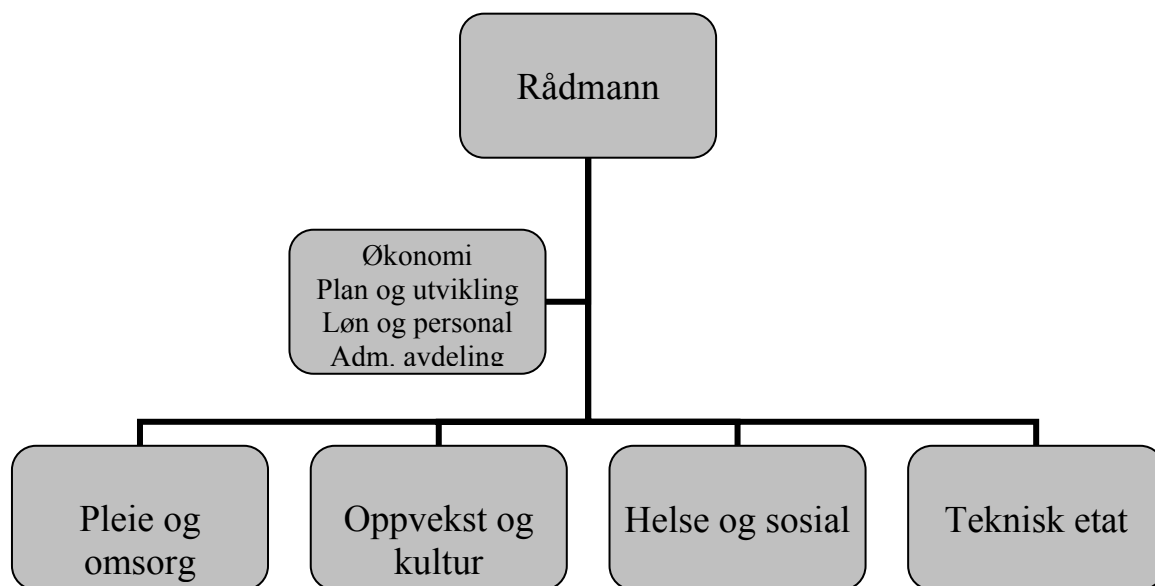 Rådmann
Økonomi
Plan og utvikling
Løn og personal
Adm. avdeling
Pleie og
omsorg
Oppvekst og
kultur
Helse og sosial
Teknisk etat